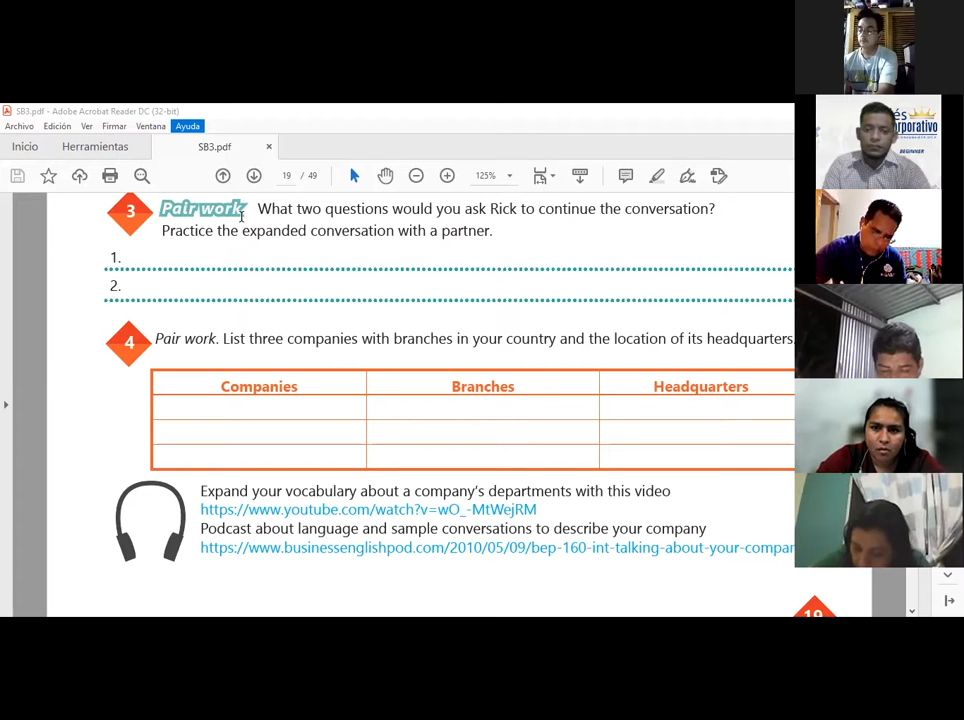 SB3.pdf - Adobe Acrobat Reader DC (32-bit)
Archivo Edición Ver Firmar Ventana Ayuda
Inicio Herramientas SB3.pdf ×
19 / 49 125%
3 Pair work What two questions would you ask Rick to continue the conversation?
Practice the expanded conversation with a partner.
1.
2.
4 Pair work. List three companies with branches in your country and the location of its headquarters.
Companies Branches Headquarters
Expand your vocabulary about a company's departments with this video
https://www.youtube.com/watch?v=wO_-MtWejRM
Podcast about language and sample conversations to describe your company
https://www.businessenglishpod.com/2010/05/09/bep-160-int-talking-about-your-compan
19
és
orporativo
BEGINNER